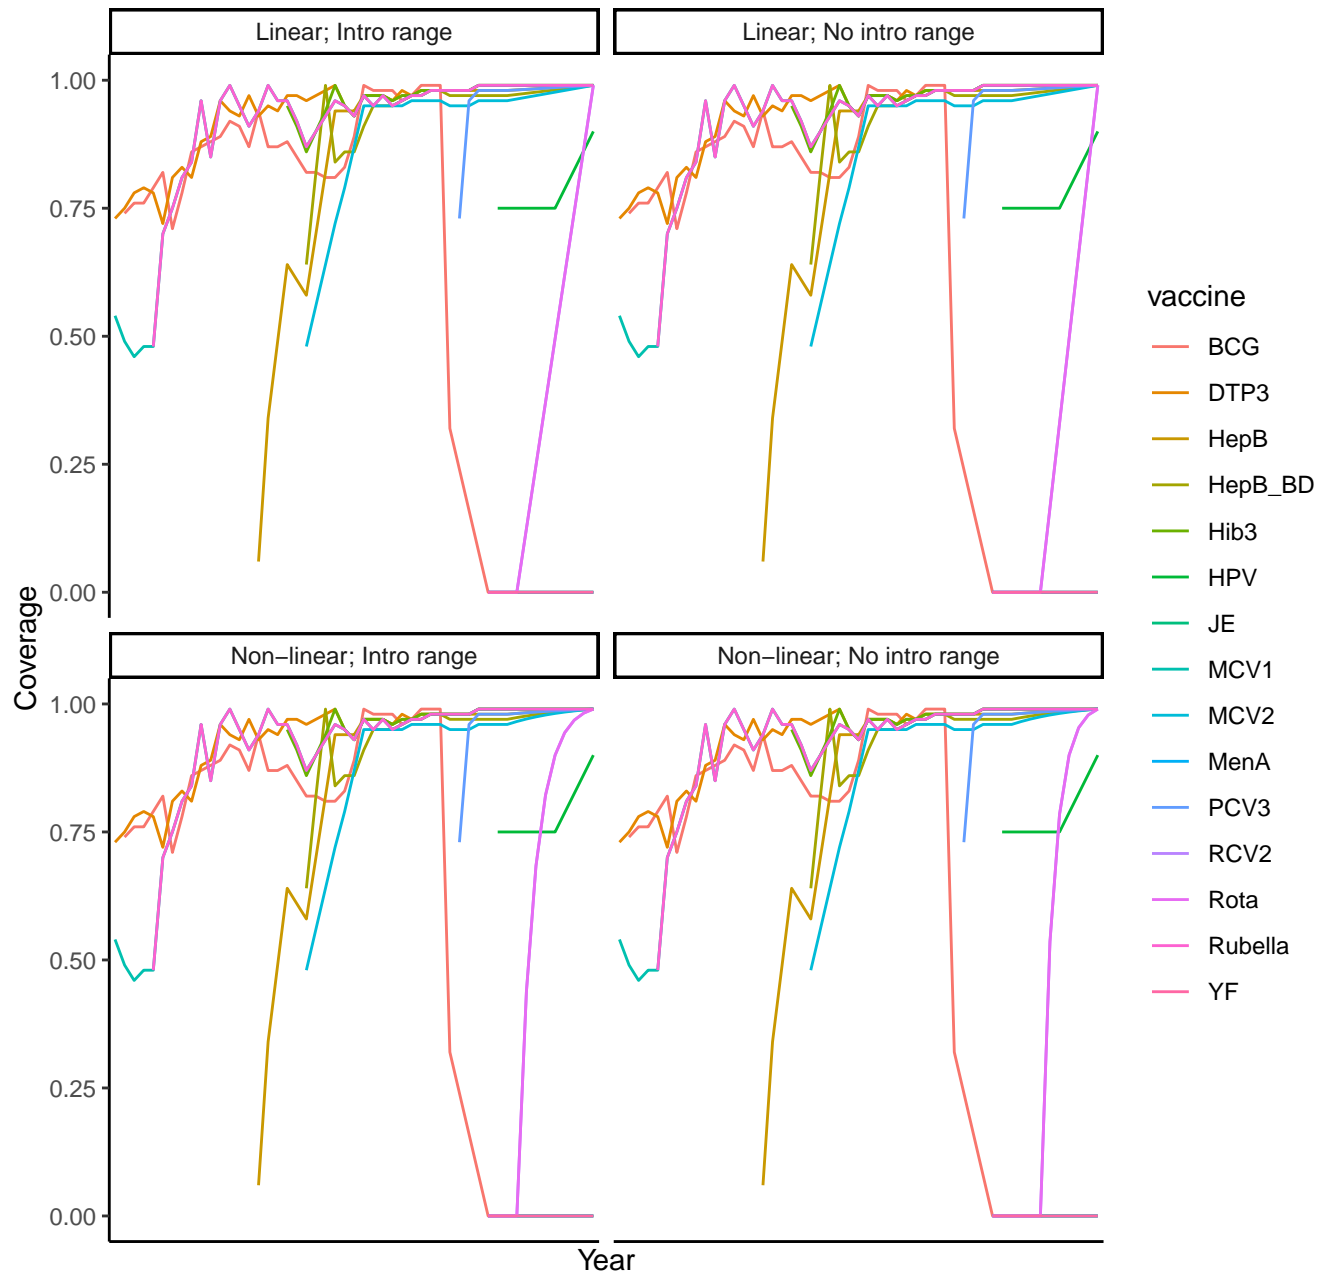 Linear; Intro range
Linear; No intro range
1.00
0.75
0.50
0.25
0.00
Non−linear; Intro range
Non−linear; No intro range
1.00
0.75
0.50
0.25
0.00
Coverage
Year
vaccine
BCG
DTP3
HepB
HepB_BD
Hib3
HPV
JE
MCV1
MCV2
MenA
PCV3
RCV2
Rota
Rubella
YF